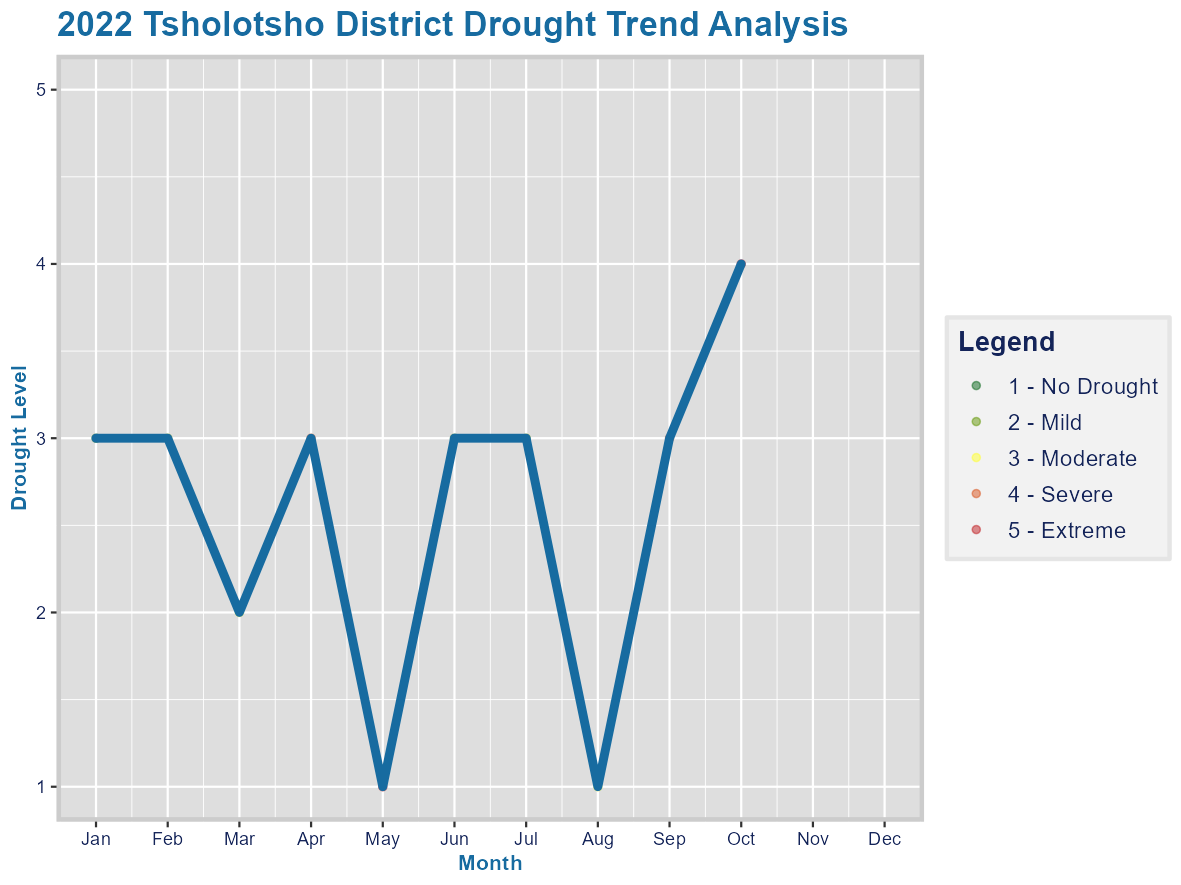 2022 Tsholotsho District Drought Trend Analysis
Drought Level
5
4
3
2
1
Jan Feb Mar Apr May Jun Jul Aug Sep Oct Nov Dec
Month
Legend
1 - No Drought
2 - Mild
3 - Moderate
4 - Severe
5 - Extreme